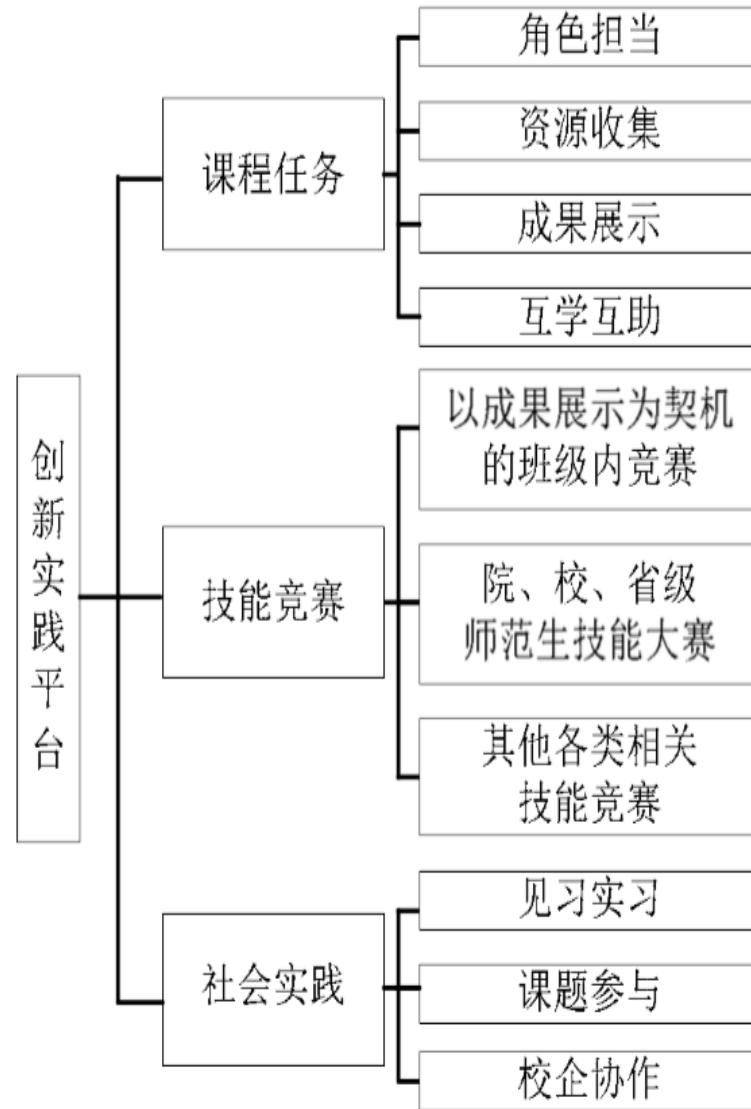 创新实践平台
课程任务
角色担当
资源收集
成果展示
互学互助
技能竞赛
以成果展示为契机
的班级内竞赛
院、校、省级
师范生技能大赛
其他各类相关
技能竞赛
社会实践
见习实习
课题参与
校企协作